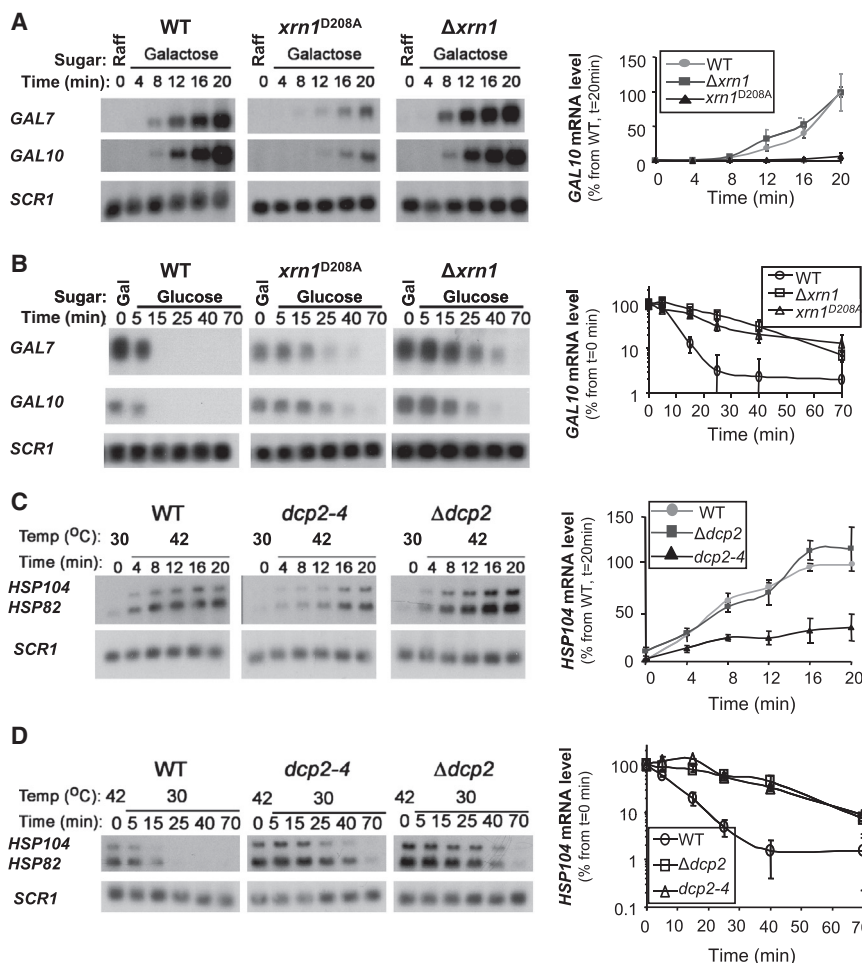 A
WT
xrn1D208A
Δxrn1
Sugar:
Raff
Galactose
Raff
Galactose
Raff
Galactose
Time (min):
0 4 8 12 16 20
0 4 8 12 16 20
0 4 8 12 16 20
GAL7
GAL10
SCR1
GAL10 mRNA level
(% from WT, t=20min)
150
100
50
0
WT
Δxrn1
xrn1D208A
0 4 8 12 16 20
Time (min)
B
WT
xrn1D208A
Δxrn1
Sugar:
Gal
Glucose
Gal
Glucose
Gal
Glucose
Time (min)
0 5 15 25 40 70
0 5 15 25 40 70
0 5 15 25 40 70
GAL7
GAL10
SCR1
GAL10 mRNA level
(% from t=0 min)
100
10
1
WT
Δxrn1
xrn1D208A
0 10 20 30 40 50 60 70
Time (min)
C
WT
dcp2-4
Δdcp2
Temp (OC)
30 42
30 42
30 42
Time (min)
0 4 8 12 16 20
0 4 8 12 16 20
0 4 8 12 16 20
HSP104
HSP82
SCR1
HSP104 mRNA level
(% from WT, t=20min)
150
100
50
0
WT
Δdcp2
dcp2-4
0 4 8 12 16 20
Time (min)
D
WT
dcp2-4
Δdcp2
Temp (OC):
42 30
42 30
42 30
Time (min):
0 5 15 25 40 70
0 5 15 25 40 70
0 5 15 25 40 70
HSP104
HSP82
SCR1
HSP104 mRNA level
(% from t=0 min)
100
10
1
0.1
WT
Δdcp2
dcp2-4
0 10 20 30 40 50 60
Time (min)